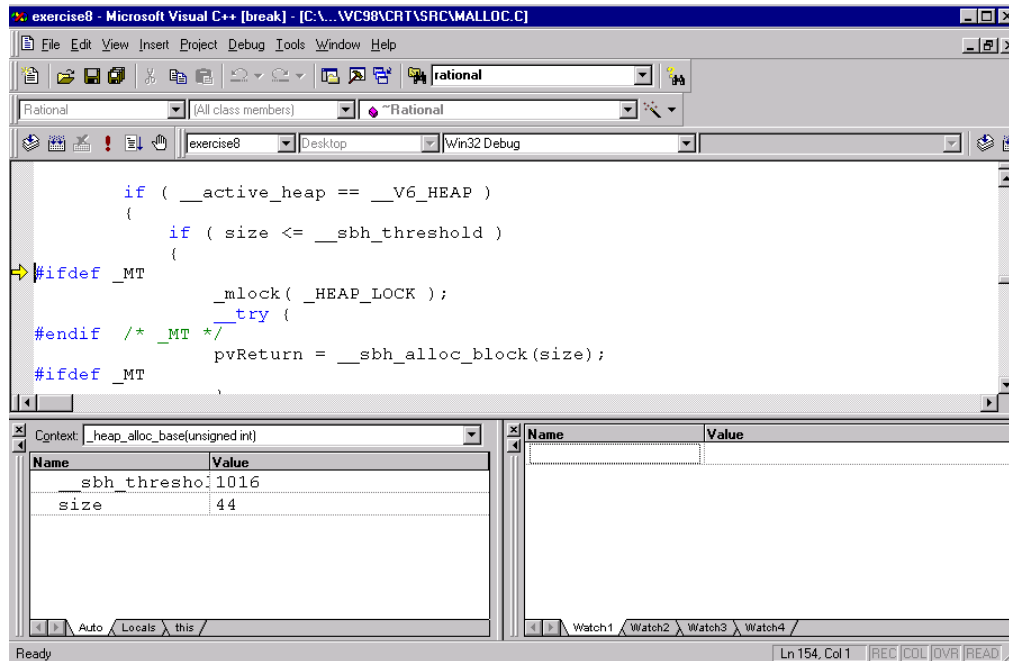 exercise8 - Microsoft Visual C++ [break] - [C:\...\VC98\CRT\SRC\MALLOC.C]
File Edit View Insert Project Debug Tools Window Help
rational
Rational (All class members) ~Rational
exercise8 Desktop Win32 Debug
if ( __active_heap == __V6_HEAP )
{
if ( size <= __sbh_threshold )
{
#ifdef _MT
_mlock( _HEAP_LOCK );
__try {
#endif /* _MT */
pvReturn = __sbh_alloc_block(size);
#ifdef _MT
Context: _heap_alloc_base(unsigned int)
Name Value
__sbh_threshol 1016
size 44
Auto Locals this
Name Value
Watch1 Watch2 Watch3 Watch4
Ready Ln 154, Col 1 REC COL OVR READ